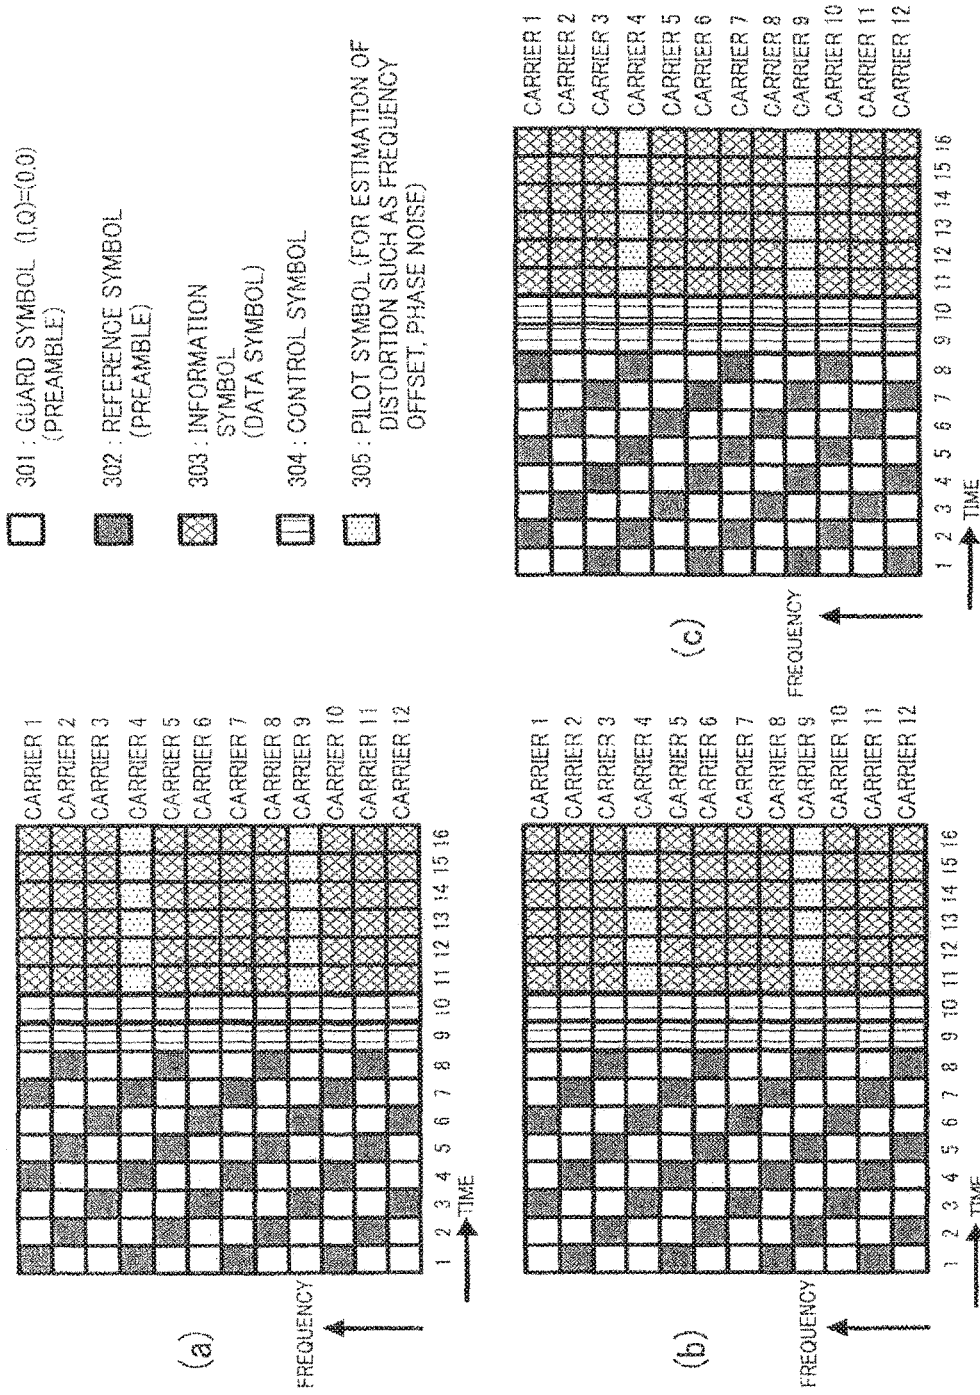 301 : GUARD SYMBOL (I,Q)=(0,0)
(PREAMBLE)
302 : REFERENCE SYMBOL
(PREAMBLE)
303 : INFORMATION
SYMBOL
(DATA SYMBOL)
304 : CONTROL SYMBOL
305 : PILOT SYMBOL (FOR ESTIMATION OF
DISTORTION SUCH AS FREQUENCY
OFFSET, PHASE NOISE)
(a)
FREQUENCY
CARRIER 1
CARRIER 2
CARRIER 3
CARRIER 4
CARRIER 5
CARRIER 6
CARRIER 7
CARRIER 8
CARRIER 9
CARRIER 10
CARRIER 11
CARRIER 12
1 2 3 4 5 6 7 8 9 10 11 12 13 14 15 16
TIME
(b)
FREQUENCY
CARRIER 1
CARRIER 2
CARRIER 3
CARRIER 4
CARRIER 5
CARRIER 6
CARRIER 7
CARRIER 8
CARRIER 9
CARRIER 10
CARRIER 11
CARRIER 12
1 2 3 4 5 6 7 8 9 10 11 12 13 14 15 16
TIME
(c)
FREQUENCY
CARRIER 1
CARRIER 2
CARRIER 3
CARRIER 4
CARRIER 5
CARRIER 6
CARRIER 7
CARRIER 8
CARRIER 9
CARRIER 10
CARRIER 11
CARRIER 12
1 2 3 4 5 6 7 8 9 10 11 12 13 14 15 16
TIME